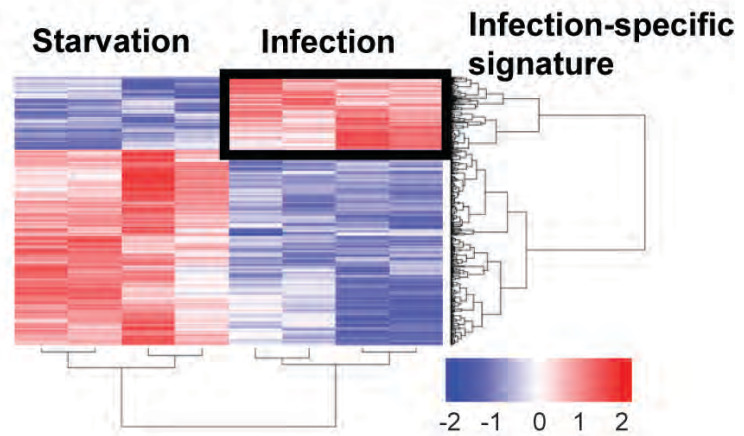 Starvation
Infection
Infection-specific
signature
-2 -1 0 1 2